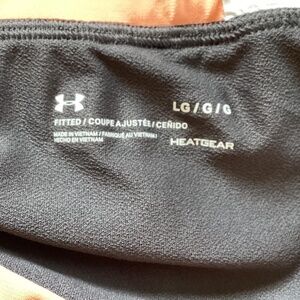 LG/G/G
FITTED / COUPE AJUSTÉE / CEÑIDO
MADE IN VIETNAM / FABRIQUÉ AU VIETNAM /
HECHO EN VIETNAM
HEATGEAR